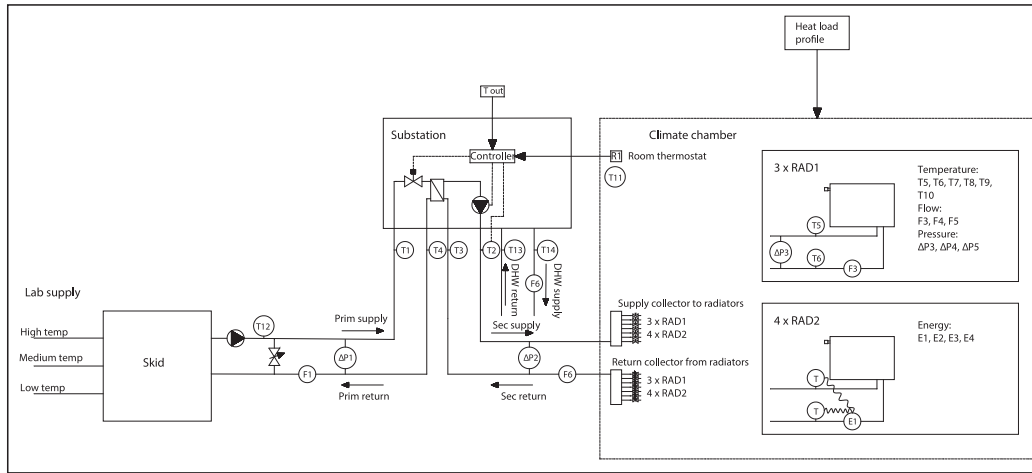 Heat load
profile
T out
Substation
Climate chamber
Controller
R1 Room thermostat
T11
3 x RAD1
Temperature:
T5, T6, T7, T8, T9,
T10
Flow:
F3, F4, F5
Pressure:
ΔP3, ΔP4, ΔP5
T5
ΔP3
T6
F3
T1
T4
T3
T2
T13
T14
DHW return
F6
DHW supply
Lab supply
High temp
Medium temp
Low temp
Skid
T12
Prim supply
ΔP1
F1
Prim return
Sec supply
ΔP2
Sec return
F6
Supply collector to radiators
3 x RAD1
4 x RAD2
Return collector from radiators
3 x RAD1
4 x RAD2
4 x RAD2
Energy:
E1, E2, E3, E4
T
T
E1